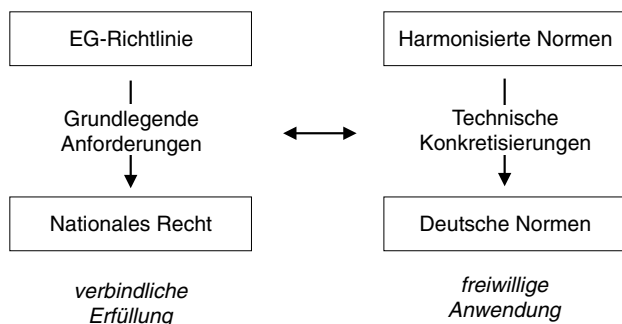 EG-Richtlinie
Grundlegende
Anforderungen
Nationales Recht
verbindliche
Erfüllung
Harmonisierte Normen
Technische
Konkretisierungen
Deutsche Normen
freiwillige
Anwendung